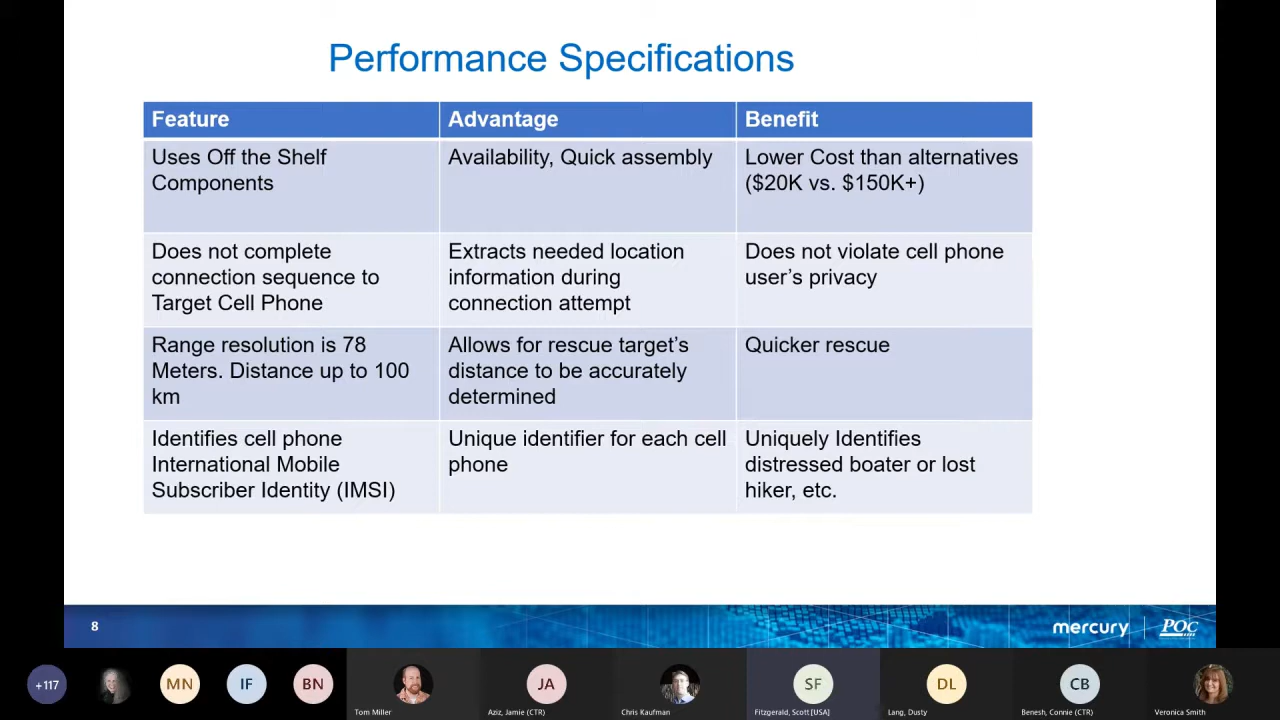 Performance Specifications
Feature
Advantage
Benefit
Uses Off the Shelf
Components
Availability, Quick assembly
Lower Cost than alternatives
($20K vs. $150K+)
Does not complete
connection sequence to
Target Cell Phone
Extracts needed location
information during
connection attempt
Does not violate cell phone
user’s privacy
Range resolution is 78
Meters. Distance up to 100
km
Allows for rescue target’s
distance to be accurately
determined
Quicker rescue
Identifies cell phone
International Mobile
Subscriber Identity (IMSI)
Unique identifier for each cell
phone
Uniquely Identifies
distressed boater or lost
hiker, etc.
8
mercury
POC
+117
MN
IF
BN
Tom Miller
JA
Aziz, Jamie (CTR)
Chris Kaufman
SF
Fitzgerald, Scott [USA]
DL
Lang, Dusty
CB
Benesh, Connie (CTR)
Veronica Smith